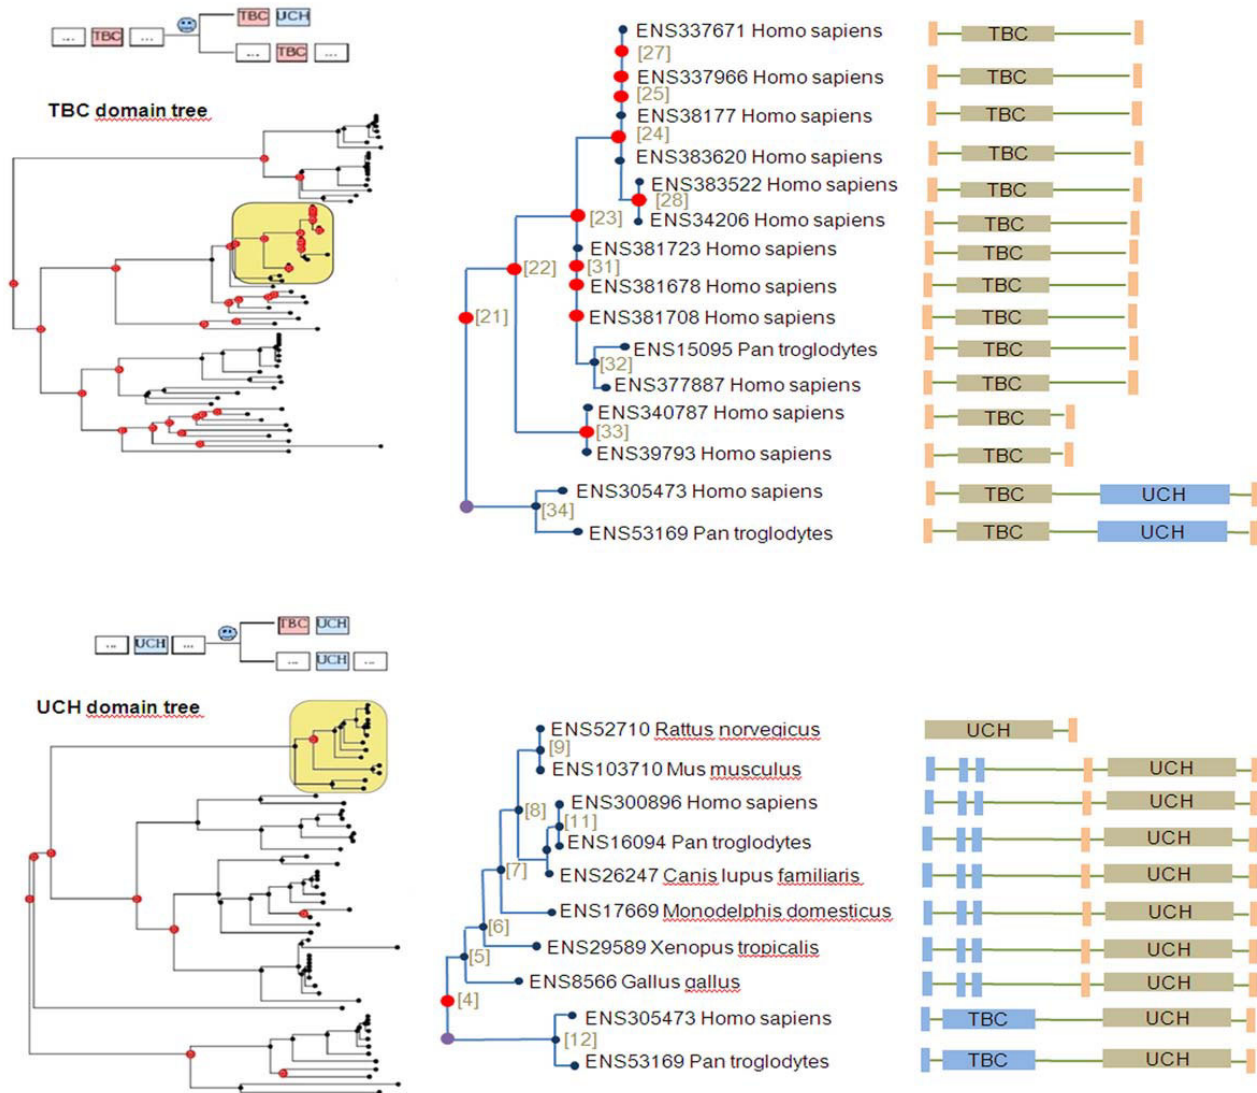 TBC UCH
... TBC ...
... TBC ...
TBC domain tree
ENS337671 Homo sapiens
[27]
ENS337966 Homo sapiens
[25]
ENS38177 Homo sapiens
[24]
ENS383620 Homo sapiens
ENS383522 Homo sapiens
[28]
ENS34206 Homo sapiens
[23]
ENS381723 Homo sapiens
[31]
[22]
ENS381678 Homo sapiens
ENS381708 Homo sapiens
[21]
ENS15095 Pan troglodytes
[32]
ENS377887 Homo sapiens
ENS340787 Homo sapiens
[33]
ENS39793 Homo sapiens
ENS305473 Homo sapiens
[34]
ENS53169 Pan troglodytes
TBC
TBC
TBC
TBC
TBC
TBC
TBC
TBC
TBC
TBC
TBC
TBC
TBC
TBC UCH
TBC UCH
TBC UCH
... UCH ...
... UCH ...
UCH domain tree
ENS52710 Rattus norvegicus
[9]
ENS103710 Mus musculus
ENS300896 Homo sapiens
[8]
[11]
ENS16094 Pan troglodytes
[7]
ENS26247 Canis lupus familiaris
ENS17669 Monodelphis domesticus
[6]
ENS29589 Xenopus tropicalis
[5]
ENS8566 Gallus gallus
[4]
ENS305473 Homo sapiens
[12]
ENS53169 Pan troglodytes
UCH
UCH
UCH
UCH
UCH
UCH
UCH
UCH
TBC UCH
TBC UCH